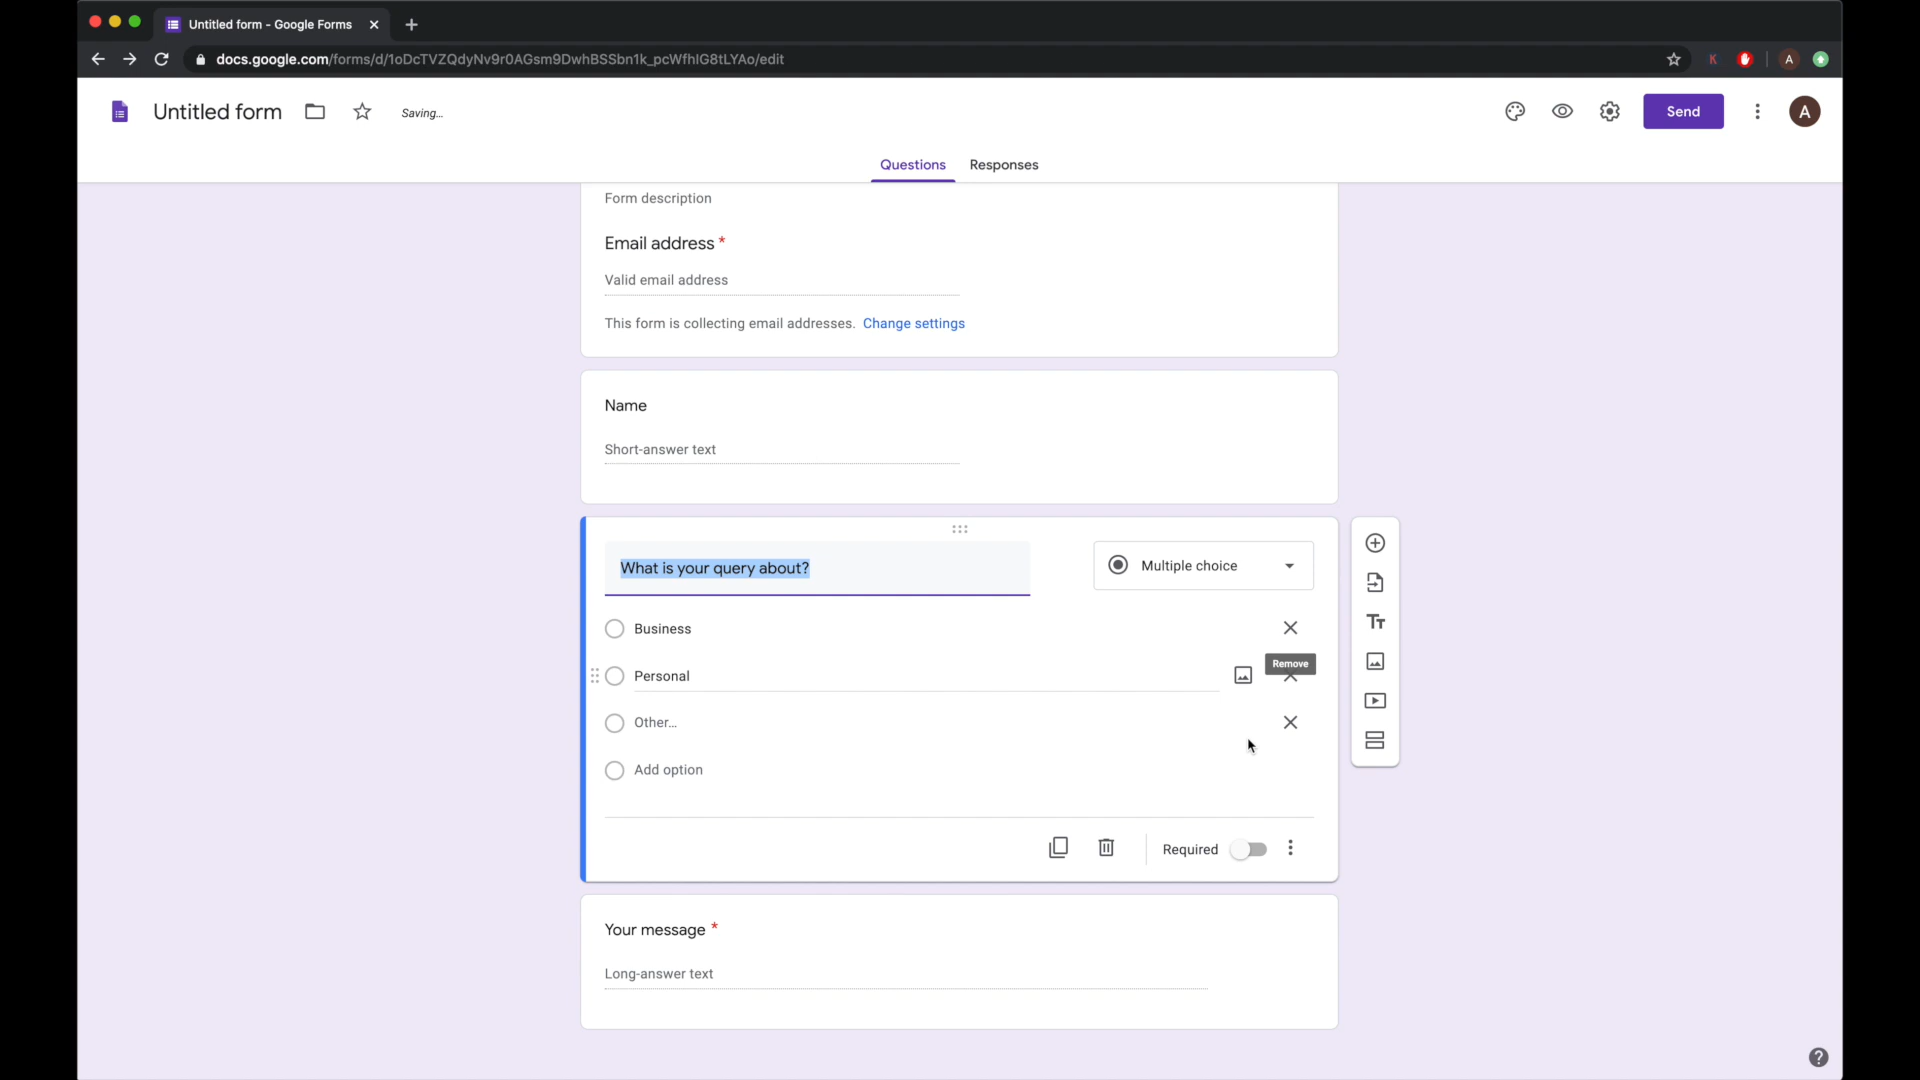 Untitled form - Google Forms
docs.google.com/forms/d/1oDcTVZQdyNv9r0AGsm9DwhBSSbn1k_pcWfhlG8tLYAo/edit
K
A
Untitled form
Saving...
Send
A
Questions
Responses
Form description
Email address *
Valid email address
This form is collecting email addresses. Change settings
Name
Short-answer text
What is your query about?
Multiple choice
Business
Remove
Personal
Other...
Add option
Required
Your message *
Long-answer text
Tт
?